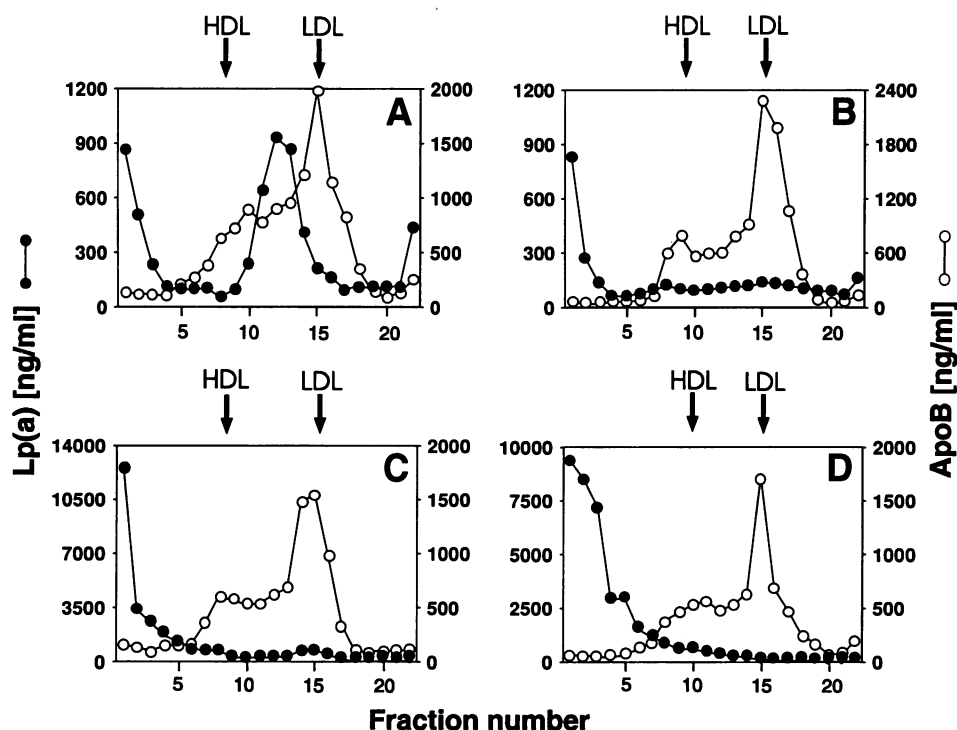 HDL LDL
HDL LDL
1200 2000 A
900 1500
600 1000
300 500
0 0
5 10 15 20
1200 2400 B
900 1800
600 1200
300 600
0 0
5 10 15 20
HDL LDL
HDL LDL
14000 2000 C
10500 1500
7000 1000
3500 500
0 0
5 10 15 20
10000 2000 D
7500 1500
5000 1000
2500 500
0 0
5 10 15 20
Lp(a) [ng/ml]
ApoB [ng/ml]
Fraction number